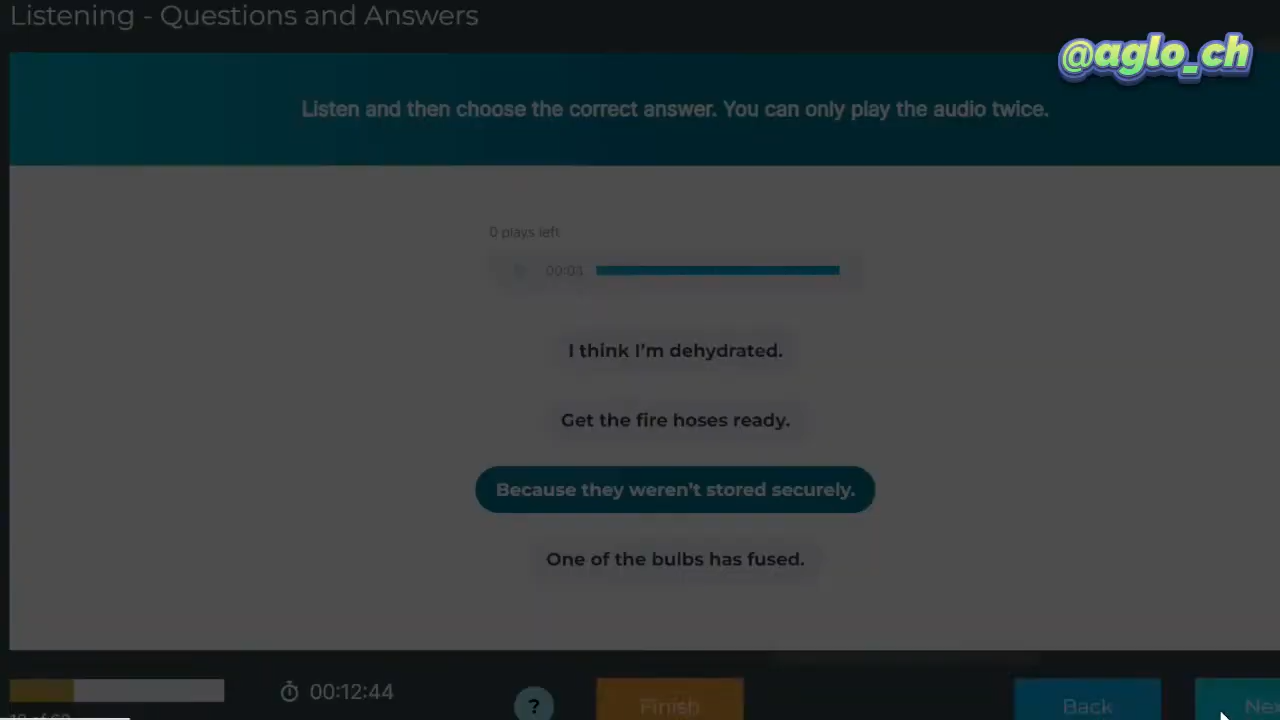 Listening - Questions and Answers
@aglo_ch
Listen and then choose the correct answer. You can only play the audio twice.
0 plays left
00:03
I think I'm dehydrated.
Get the fire hoses ready.
Because they weren't stored securely.
One of the bulbs has fused.
00:12:44
?
Finish
Back